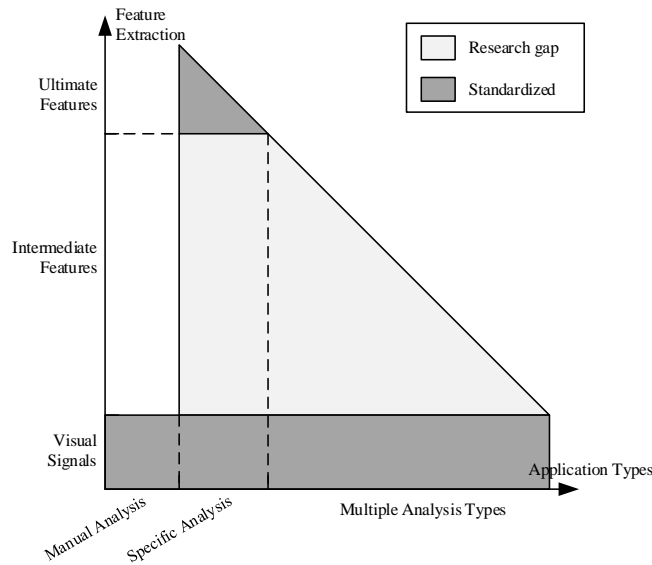 Feature
Extraction
Research gap
Standardized
Ultimate
Features
Intermediate
Features
Visual
Signals
Application Types
Manual Analysis
Specific Analysis
Multiple Analysis Types